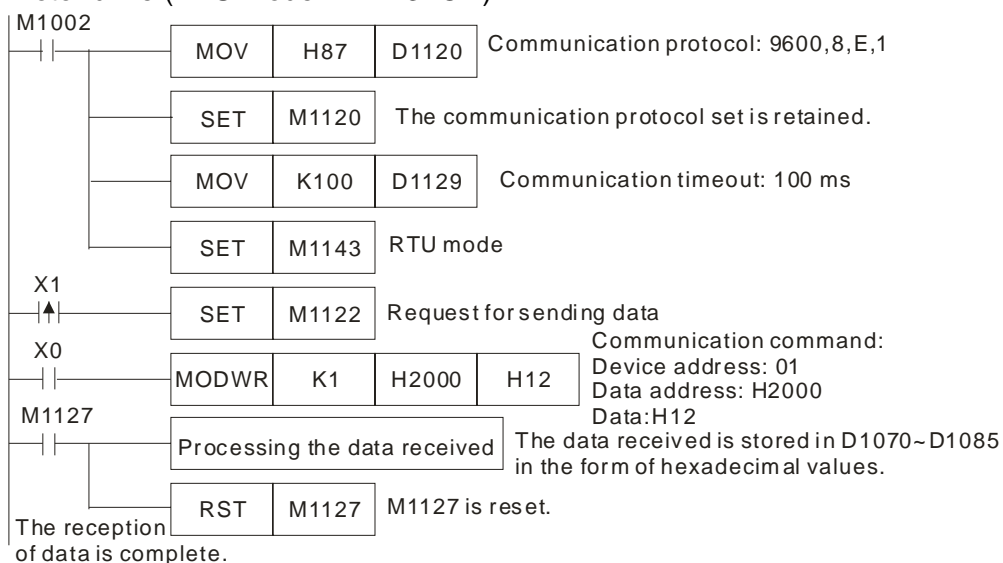 M1002
MOV H87 D1120 Communication protocol: 9600,8,E,1
SET M1120 The communication protocol set is retained.
MOV K100 D1129 Communication timeout: 100 ms
SET M1143 RTU mode
X1
SET M1122 Request for sending data
X0
MODWR K1 H2000 H12
Communication command:
Device address: 01
Data address: H2000
Data:H12
M1127
Processing the data received
The data received is stored in D1070~D1085
in the form of hexadecimal values.
RST M1127 M1127 is reset.
The reception
of data is complete.